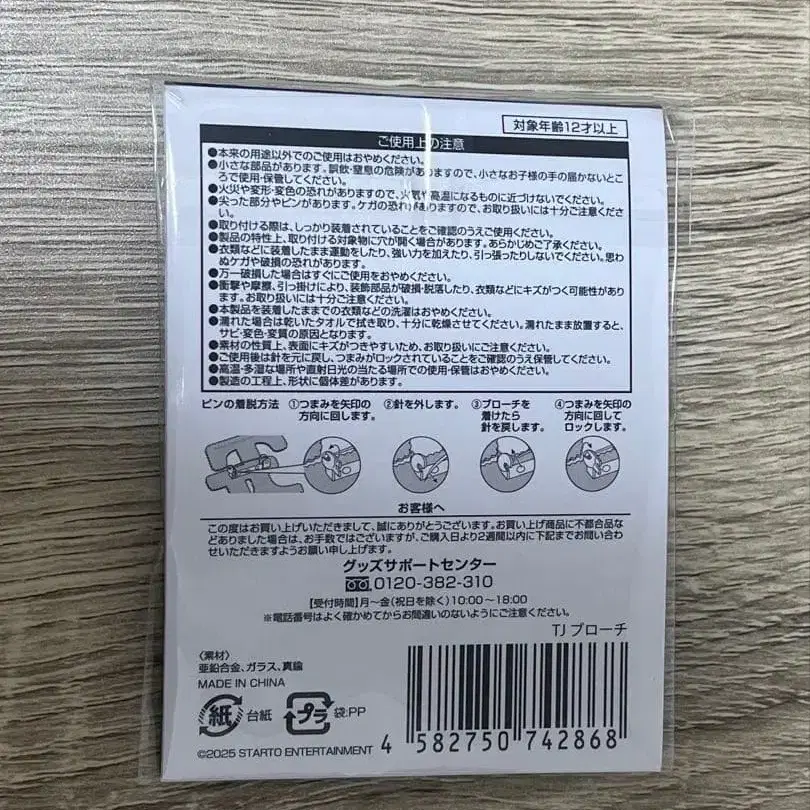 対象年齢12才以上
ご使用上の注意
●本来の用途以外でのご使用はおやめください。
●小さな部品があります。誤飲・窒息の危険がありますので、小さなお子様の手の届かないとこ
ろで使用・保管してください。
●火災や変形・変色の恐れがありますので、火気や高温になるものに近づけないでください。
●尖った部分やピンがあります。ケガの恐れがありますので、お取り扱いには十分ご注意くださ
い。
●取り付ける際は、しっかり装着されていることをご確認のうえご使用ください。
●製品の特性上、取り付ける対象物に穴が開く場合があります。あらかじめご了承ください。
●衣類などに装着したまま運動をしたり、強い力を加えたり、引っ張ったりしないでください。思わ
ぬケガや破損の恐れがあります。
●万一破損した場合はすぐにご使用をおやめください。
●衝撃や摩擦、引っ掛けにより、装飾部品が破損・脱落したり、衣類などにキズがつく可能性があり
ます。お取り扱いには十分ご注意ください。
●本製品を装着したままでの衣類などの洗濯はおやめください。
●濡れた場合は乾いたタオルで拭き取り、十分に乾燥させてください。濡れたまま放置すると、
サビ・変色・変質の原因となります。
●素材の性質上、表面にキズがつきやすいため、お取り扱いにご注意ください。
●ご使用後は針を元に戻し、つまみがロックされていることをご確認のうえ保管してください。
●高温・多湿な場所や直射日光の当たる場所での使用・保管はおやめください。
●製造の工程上、形状に個体差があります。
ピンの着脱方法 ①つまみを矢印の ②針を外します。 ③ブローチを ④つまみを矢印の
方向に回します。 着けたら 方向に回して
針を戻します。 ロックします。
お客様へ
この度はお買い上げいただきまして、誠にありがとうございます。お買い上げ商品に不都合品な
どありました場合は、お手数ではございますが、ご購入日より2週間以内に下記までお問い合わ
せいただきますようお願い申し上げます。
グッズサポートセンター
0120-382-310
【受付時間】月~金(祝日を除く)10:00~18:00
※電話番号はよく確かめてからお間違いのないようにご注意ください。
TJ ブローチ
〈素材〉
亜鉛合金、ガラス、真鍮
MADE IN CHINA
紙 台紙 プラ 袋:PP
©2025 STARTO ENTERTAINMENT
4 582750 742868